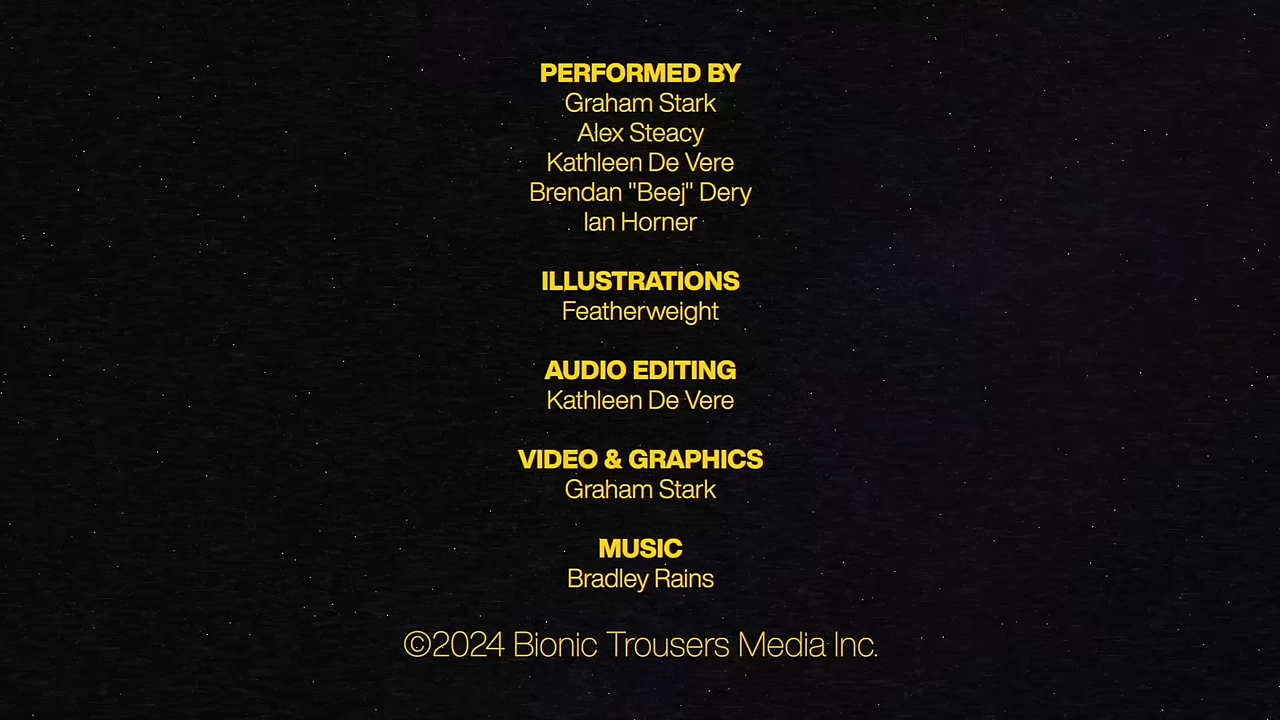 PERFORMED BY
Graham Stark
Alex Steacy
Kathleen De Vere
Brendan "Beej" Dery
Ian Horner
ILLUSTRATIONS
Featherweight
AUDIO EDITING
Kathleen De Vere
VIDEO & GRAPHICS
Graham Stark
MUSIC
Bradley Rains
©2024 Bionic Trousers Media Inc.